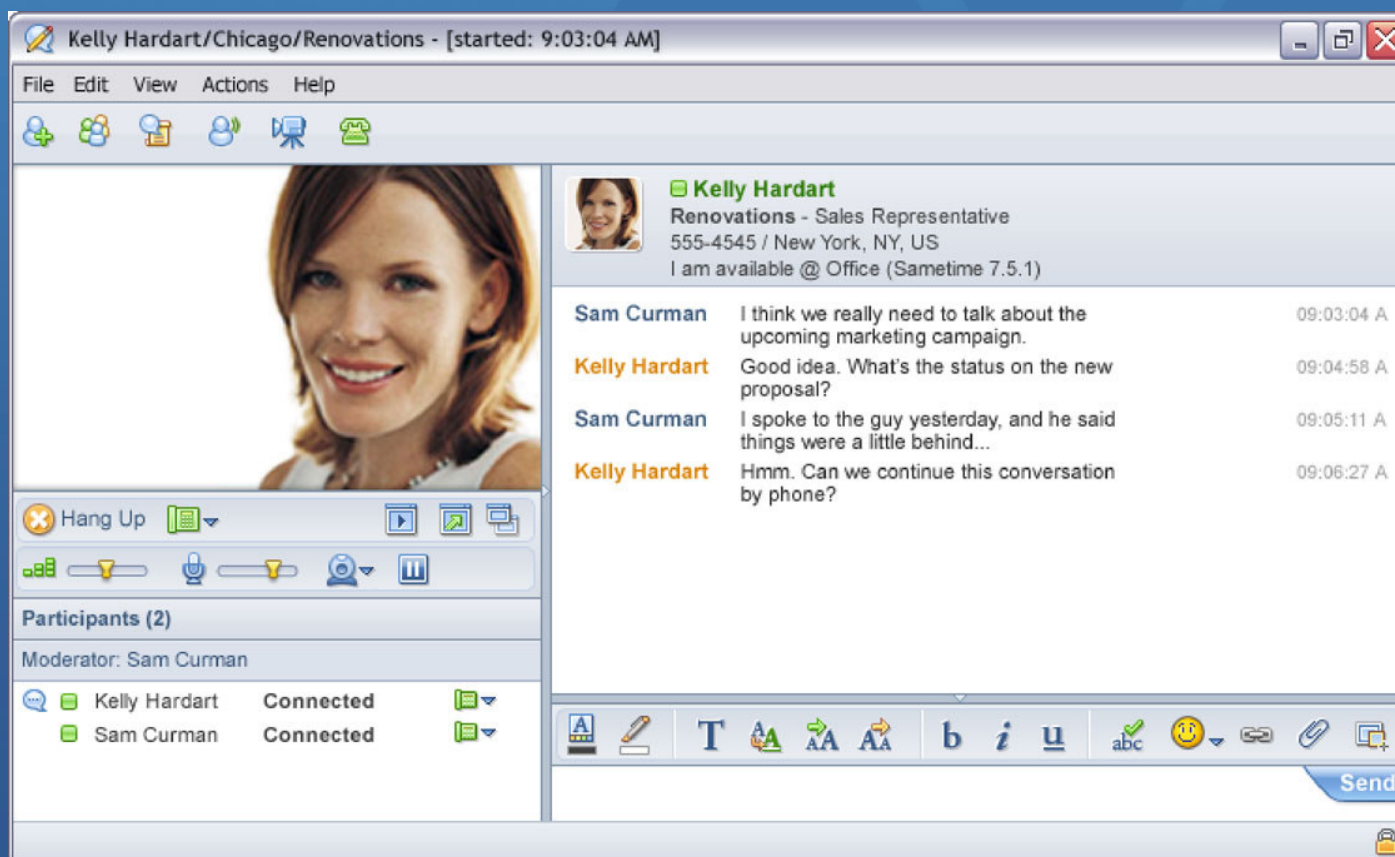 Kelly Hardart/Chicago/Renovations - [started: 9:03:04 AM]
File Edit View Actions Help
Kelly Hardart
Renovations - Sales Representative
555-4545 / New York, NY, US
I am available @ Office (Sametime 7.5.1)
Sam Curman I think we really need to talk about the 09:03:04 A
upcoming marketing campaign.
Kelly Hardart Good idea. What's the status on the new 09:04:58 A
proposal?
Sam Curman I spoke to the guy yesterday, and he said 09:05:11 A
things were a little behind...
Kelly Hardart Hmm. Can we continue this conversation 09:06:27 A
by phone?
Hang Up
Participants (2)
Moderator: Sam Curman
Kelly Hardart Connected
Sam Curman Connected
A T AA AA AA b i u abc
Send